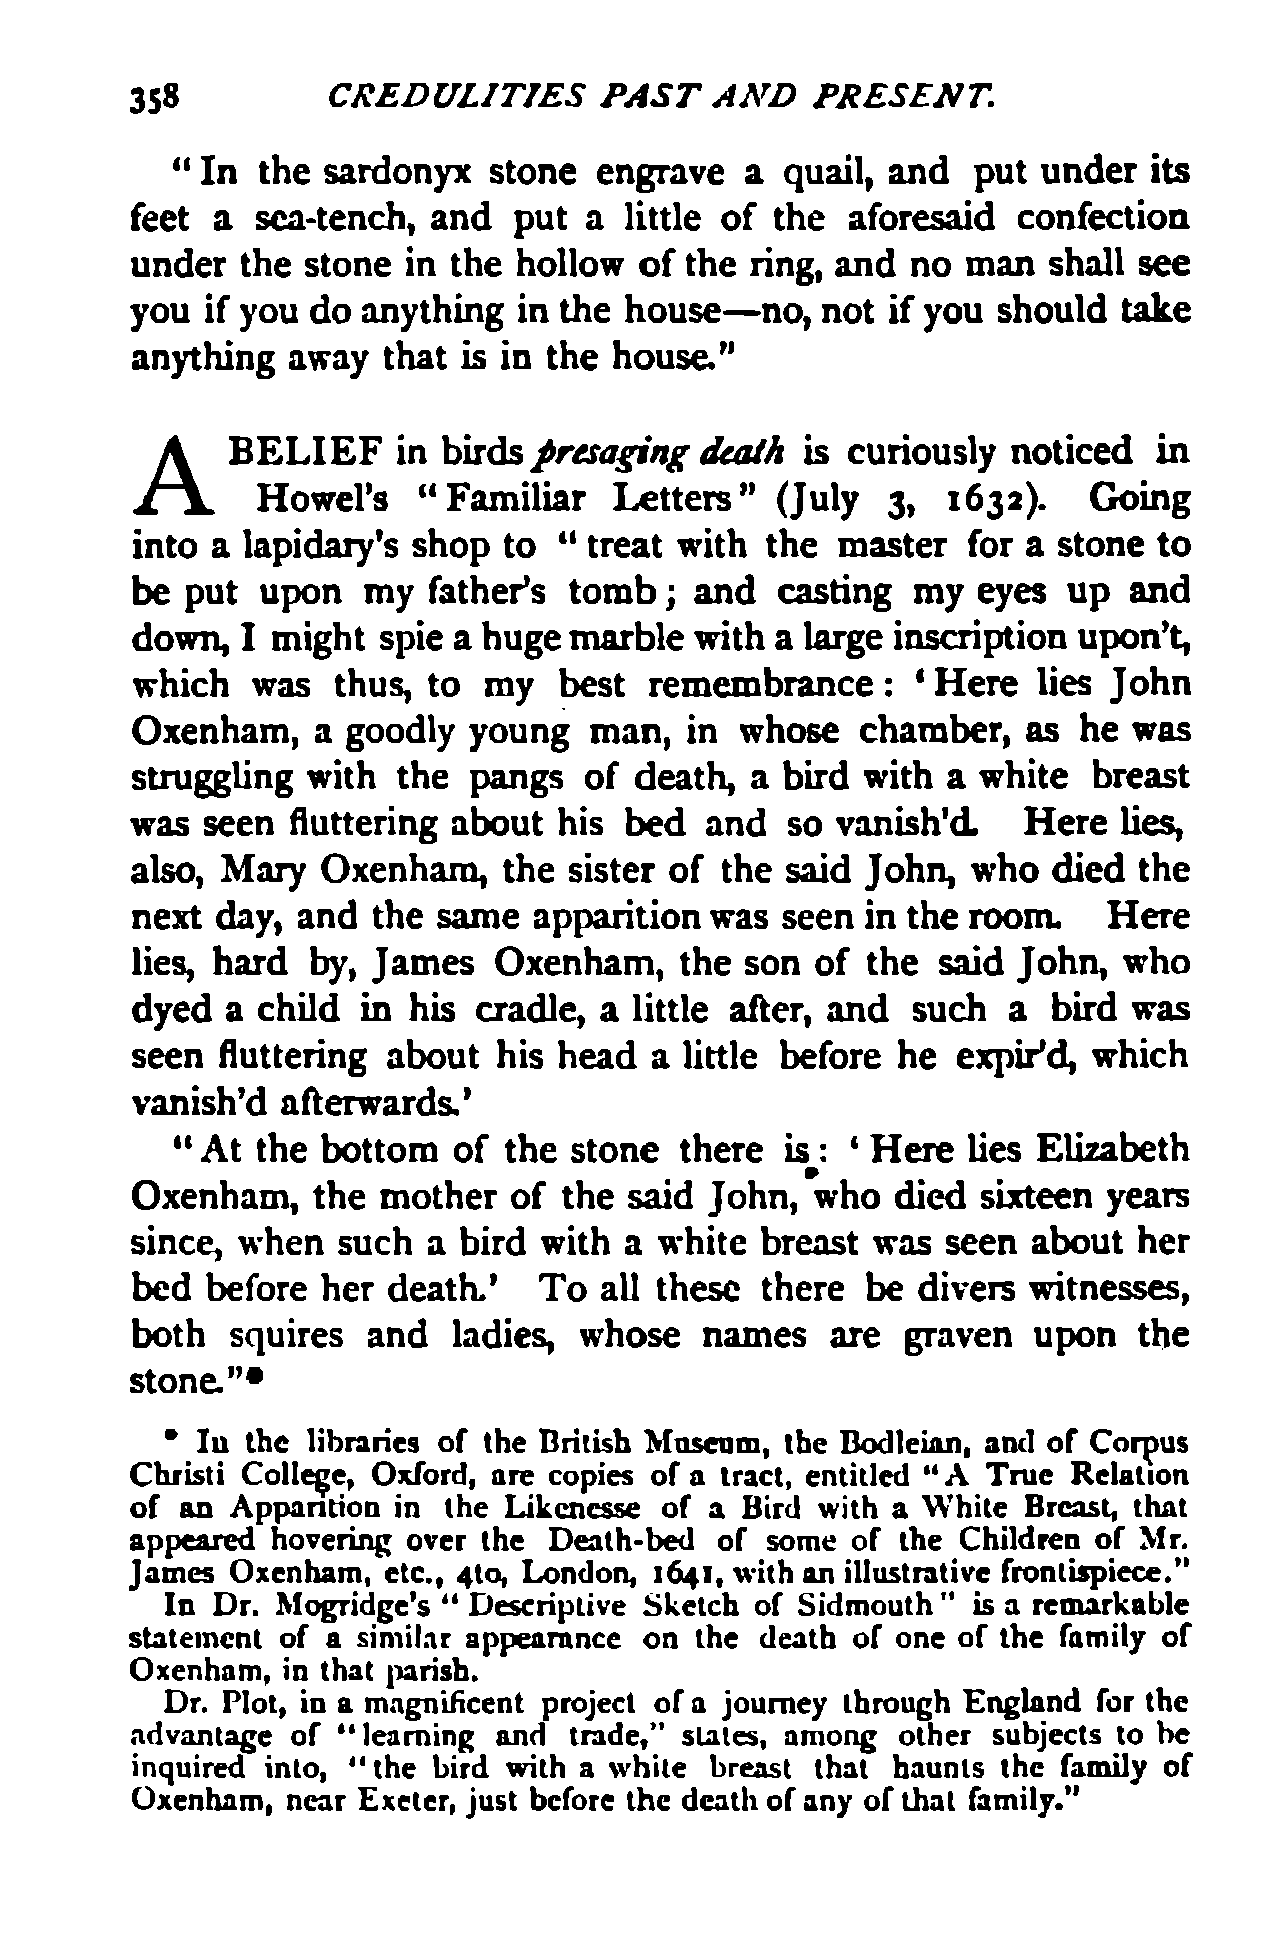 358 CREDULITIES PAST AND PRESENT.
“ In the sardonyx stone engrave a quail, and put under its
feet a sea-tench, and put a little of the aforesaid confection
under the stone in the hollow of the ring, and no man shall see
you if you do anything in the house—no, not if you should take
anything away that is in the house.”
A BELIEF in birds presaging death is curiously noticed in
Howel's “ Familiar Letters” (July 3, 1632). Going
into a lapidary's shop to “ treat with the master for a stone to
be put upon my father's tomb ; and casting my eyes up and
down, I might spie a huge marble with a large inscription upon't,
which was thus, to my best remembrance : ‘ Here lies John
Oxenham, a goodly young man, in whose chamber, as he was
struggling with the pangs of death, a bird with a white breast
was seen fluttering about his bed and so vanish'd. Here lies,
also, Mary Oxenham, the sister of the said John, who died the
next day, and the same apparition was seen in the room. Here
lies, hard by, James Oxenham, the son of the said John, who
dyed a child in his cradle, a little after, and such a bird was
seen fluttering about his head a little before he expir'd, which
vanish'd afterwards.’
“ At the bottom of the stone there is : ‘ Here lies Elizabeth
Oxenham, the mother of the said John, who died sixteen years
since, when such a bird with a white breast was seen about her
bed before her death.’ To all these there be divers witnesses,
both squires and ladies, whose names are graven upon the
stone.”*
* In the libraries of the British Museum, the Bodleian, and of Corpus
Christi College, Oxford, are copies of a tract, entitled “A True Relation
of an Apparition in the Likenesse of a Bird with a White Breast, that
appeared hovering over the Death-bed of some of the Children of Mr.
James Oxenham, etc., 4to, London, 1641, with an illustrative frontispiece.”
In Dr. Mogridge's “ Descriptive Sketch of Sidmouth” is a remarkable
statement of a similar appearance on the death of one of the family of
Oxenham, in that parish.
Dr. Plot, in a magnificent project of a journey through England for the
advantage of “learning and trade,” states, among other subjects to be
inquired into, “the bird with a white breast that haunts the family of
Oxenham, near Exeter, just before the death of any of that family.”